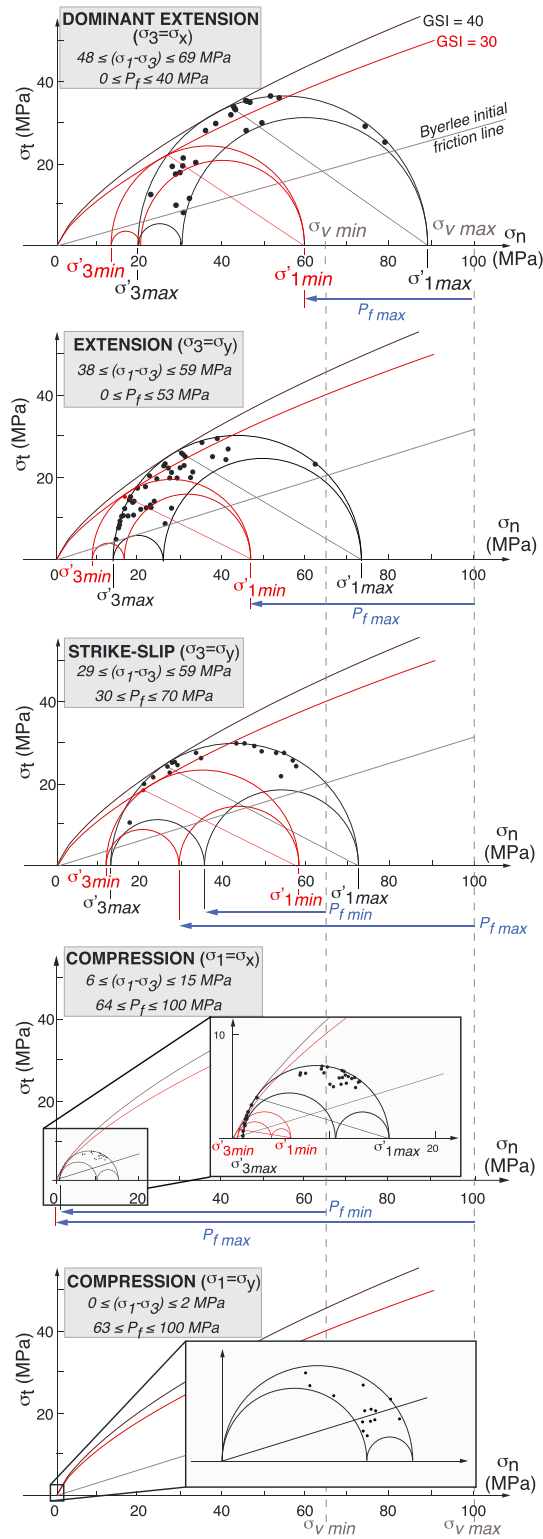 DOMINANT EXTENSION
(σ3=σx)
48 ≤ (σ1-σ3) ≤ 69 MPa
0 ≤ Pf ≤ 40 MPa
GSI = 40
GSI = 30
Byerlee initial
friction line
σt (MPa)
40
20
σv min
σv max
σn
(MPa)
0
20
40
60
80
100
σ'3min
σ'3max
σ'1min
σ'1max
Pf max
EXTENSION (σ3=σy)
38 ≤ (σ1-σ3) ≤ 59 MPa
0 ≤ Pf ≤ 53 MPa
σt (MPa)
40
20
σn
(MPa)
0
20
40
60
80
100
σ'3min
σ'3max
σ'1min
σ'1max
Pf max
STRIKE-SLIP (σ3=σy)
29 ≤ (σ1-σ3) ≤ 59 MPa
30 ≤ Pf ≤ 70 MPa
σt (MPa)
40
20
σn
(MPa)
0
20
40
60
80
100
σ'3min
σ'3max
σ'1min
σ'1max
Pf min
Pf max
COMPRESSION (σ1=σx)
6 ≤ (σ1-σ3) ≤ 15 MPa
64 ≤ Pf ≤ 100 MPa
σt (MPa)
40
20
10
20
σ'3min
σ'3max
σ'1min
σ'1max
σn
(MPa)
0
20
40
60
80
100
Pf min
Pf max
COMPRESSION (σ1=σy)
0 ≤ (σ1-σ3) ≤ 2 MPa
63 ≤ Pf ≤ 100 MPa
σt (MPa)
40
20
σn
(MPa)
0
20
40
60
80
100
σv min
σv max